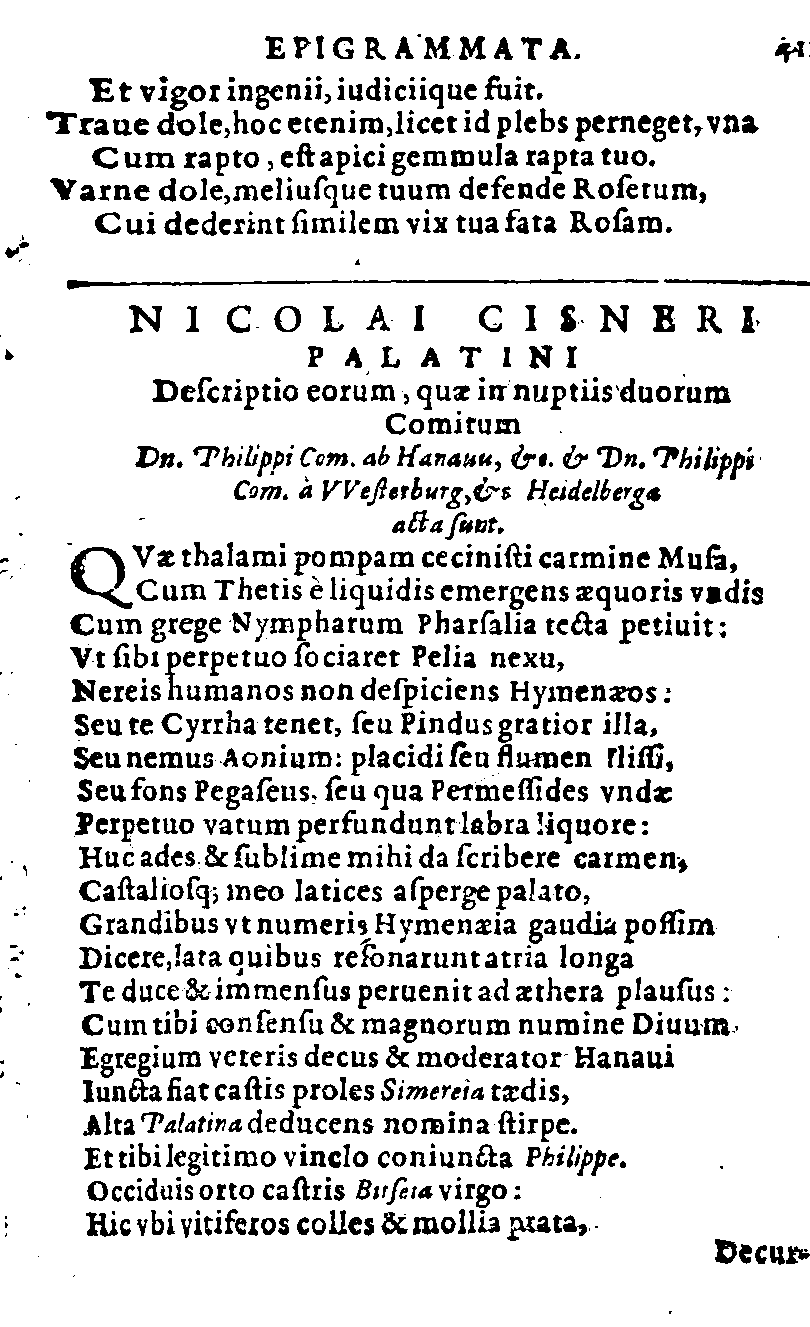 EPIGRAMMATA.
Et vigor ingenii, iudiciique fuit.
Traue dole, hoc etenim, licet id plebs perneget, vna
Cum rapto, eſt apici gemmula rapta tuo.
Varne dole, meliuſque tuum defende Roſetum,
Cui dederint ſimilem vix tua fata Roſam.
NICOLAI CISNERI
PALATINI
Deſcriptio eorum, quæ in nuptiis duorum
Comitum
Dn. Philippi Com. ab Hanauu, &c. & Dn. Philippi
Com. à VVeſterburg, &c Heidelbergæ
acta ſunt.
QVæ thalami pompam ceciniſti carmine Muſa,
Cum Thetis è liquidis emergens æquoris vndis
Cum grege Nympharum Pharſalia tecta petiuit:
Vt ſibi perpetuo ſociaret Pelia nexu,
Nereis humanos non deſpiciens Hymenæos:
Seu te Cyrrha tenet, ſeu Pindus gratior illa,
Seu nemus Aonium: placidi ſeu flumen Iliſſi,
Seu fons Pegaſeus, ſeu qua Permeſſides vndæ
Perpetuo vatum perfundunt labra liquore:
Huc ades & ſublime mihi da ſcribere carmen,
Caſtalioſq; meo latices aſperge palato,
Grandibus vt numeris Hymenæia gaudia poſſim
Dicere, lata quibus reſonarunt atria longa
Te duce & immenſus peruenit ad æthera plauſus:
Cum tibi conſenſu & magnorum numine Diuum
Egregium veteris decus & moderator Hanaui
Iuncta fiat caſtis proles Simereia tædis,
Alta Palatina deducens nomina ſtirpe.
Et tibi legitimo vinclo coniuncta Philippe.
Occiduis orto caſtris virgo:
Hic vbi vitiferos colles & mollia prata,
Decur-